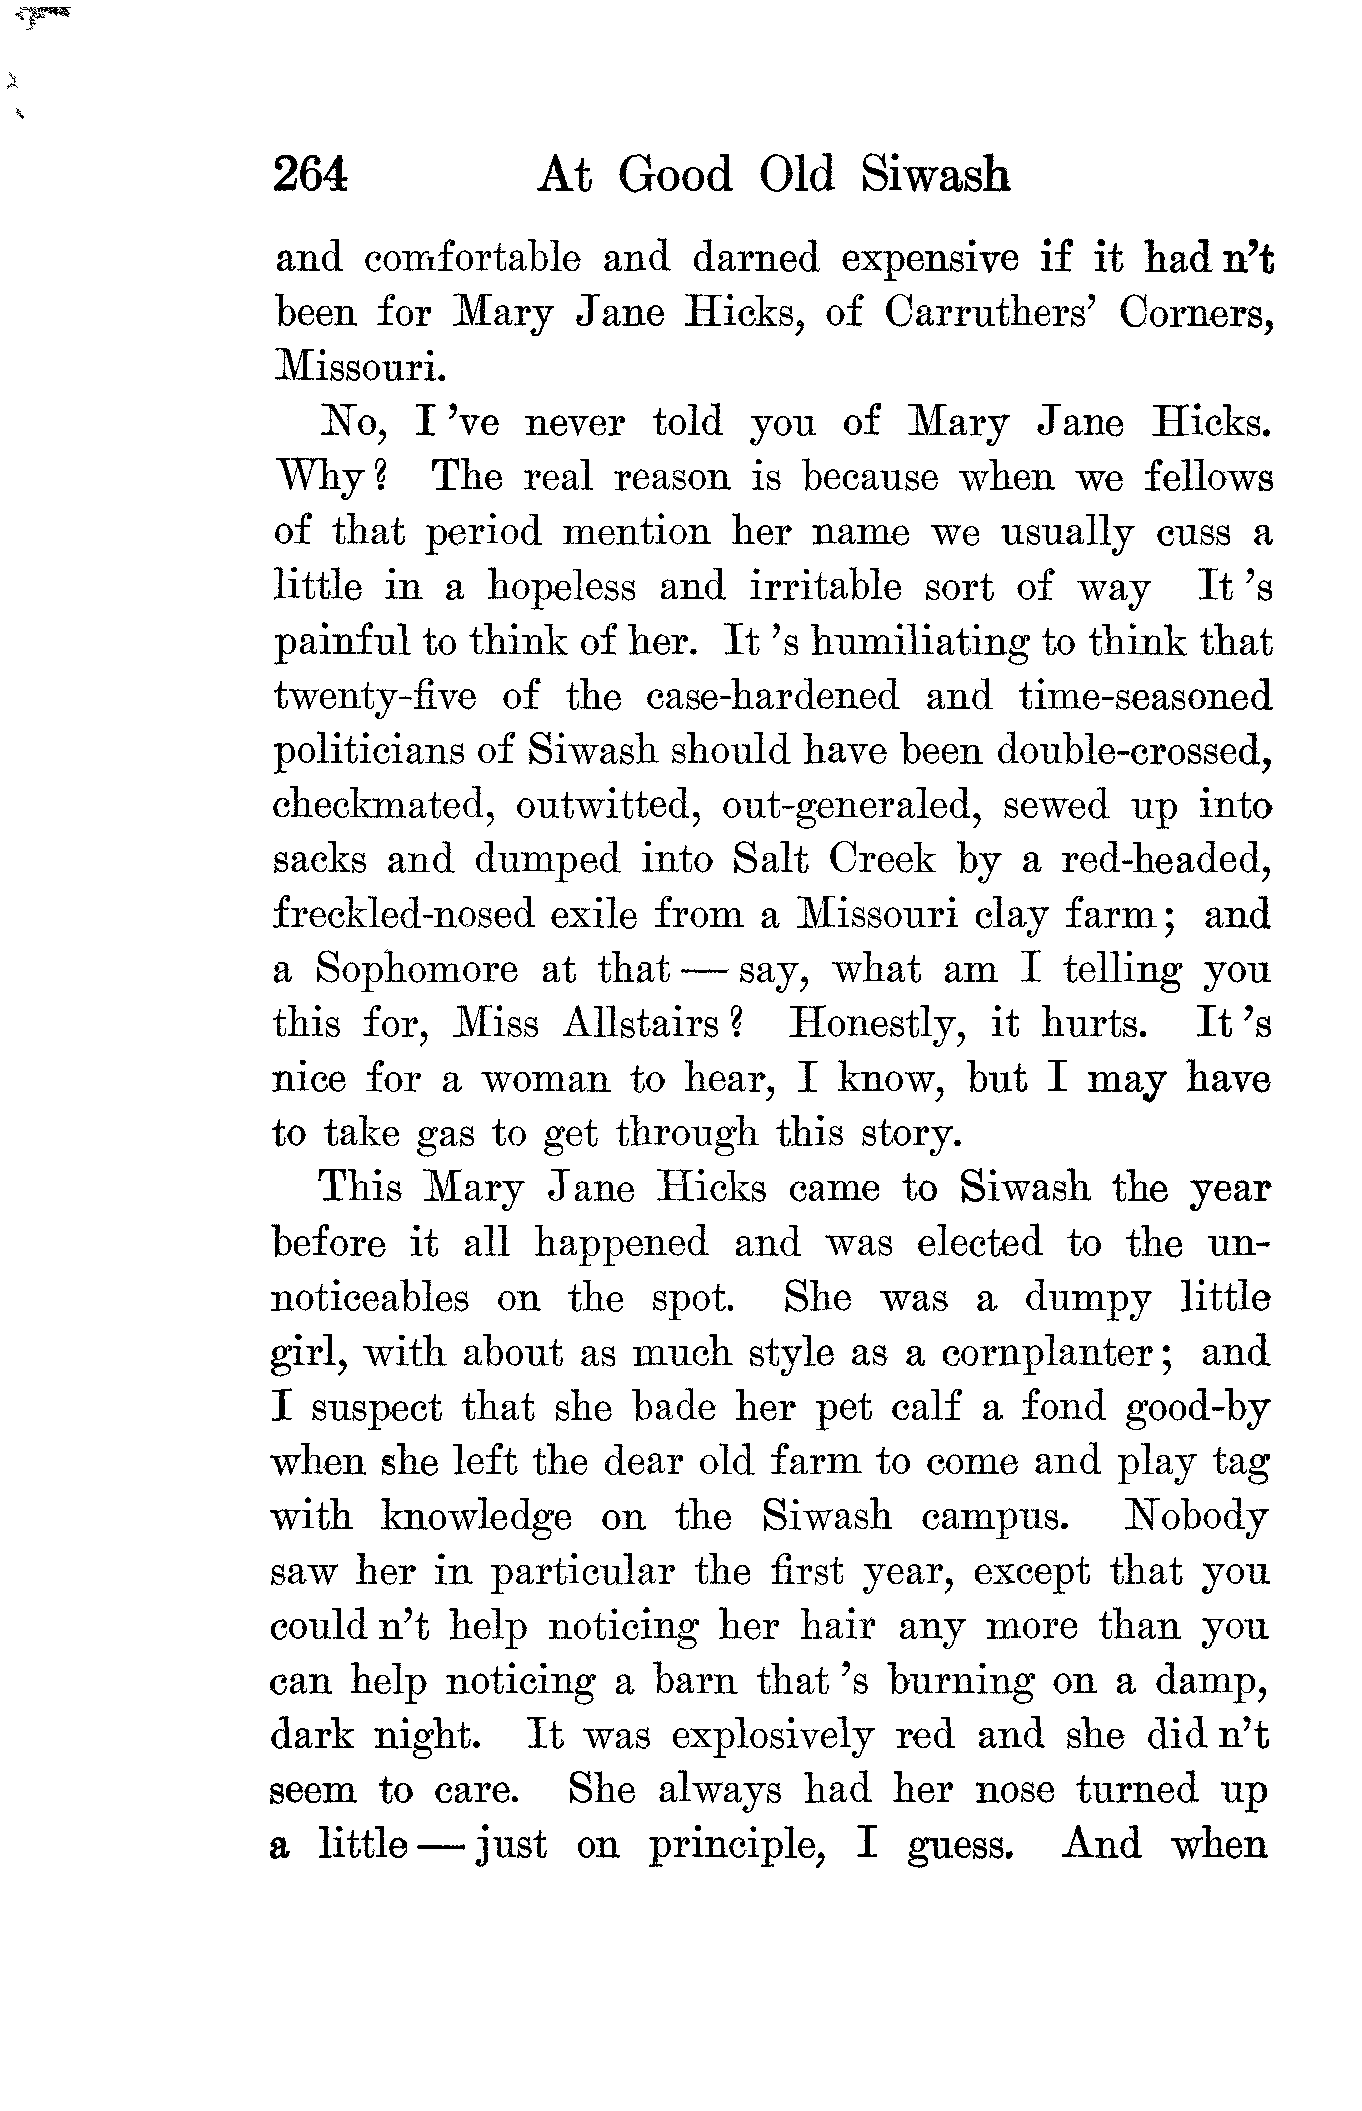 264 At Good Old Siwash
and comfortable and darned expensive if it had n't
been for Mary Jane Hicks, of Carruthers' Corners,
Missouri.
No, I 've never told you of Mary Jane Hicks.
Why? The real reason is because when we fellows
of that period mention her name we usually cuss a
little in a hopeless and irritable sort of way It 's
painful to think of her. It 's humiliating to think that
twenty-five of the case-hardened and time-seasoned
politicians of Siwash should have been double-crossed,
checkmated, outwitted, out-generaled, sewed up into
sacks and dumped into Salt Creek by a red-headed,
freckled-nosed exile from a Missouri clay farm; and
a Sophomore at that — say, what am I telling you
this for, Miss Allstairs? Honestly, it hurts. It 's
nice for a woman to hear, I know, but I may have
to take gas to get through this story.
This Mary Jane Hicks came to Siwash the year
before it all happened and was elected to the un-
noticeables on the spot. She was a dumpy little
girl, with about as much style as a cornplanter; and
I suspect that she bade her pet calf a fond good-by
when she left the dear old farm to come and play tag
with knowledge on the Siwash campus. Nobody
saw her in particular the first year, except that you
could n't help noticing her hair any more than you
can help noticing a barn that 's burning on a damp,
dark night. It was explosively red and she did n't
seem to care. She always had her nose turned up
a little — just on principle, I guess. And when